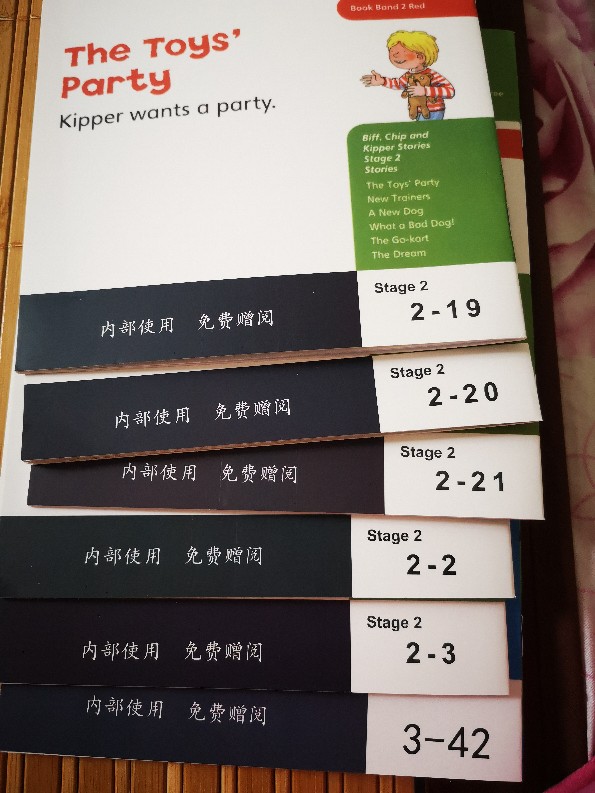 Book Band 2 Red
The Toys'
Party
Kipper wants a party.
Biff, Chip and
Kipper Stories
Stage 2
Stories
The Toys' Party
New Trainers
A New Dog
What a Bad Dog!
The Go-kart
The Dream
内部使用 免费赠阅
Stage 2
2-19
内部使用 免费赠阅
Stage 2
2-20
内部使用 免费赠阅
Stage 2
2-21
内部使用 免费赠阅
Stage 2
2-2
内部使用 免费赠阅
Stage 2
2-3
内部使用 免费赠阅
3-42